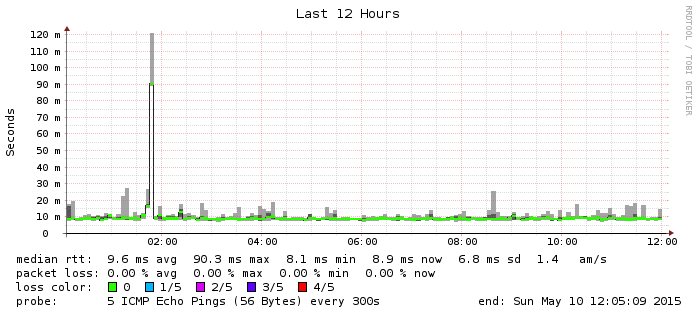 Last 12 Hours
RRDTOOL / TOBI OETIKER
Seconds
120 m
110 m
100 m
90 m
80 m
70 m
60 m
50 m
40 m
30 m
20 m
10 m
0
02:00 04:00 06:00 08:00 10:00 12:00
median rtt: 9.6 ms avg 90.3 ms max 8.1 ms min 8.9 ms now 6.8 ms sd 1.4 am/s
packet loss: 0.00 % avg 0.00 % max 0.00 % min 0.00 % now
loss color: 0 1/5 2/5 3/5 4/5
probe: 5 ICMP Echo Pings (56 Bytes) every 300s end: Sun May 10 12:05:09 2015